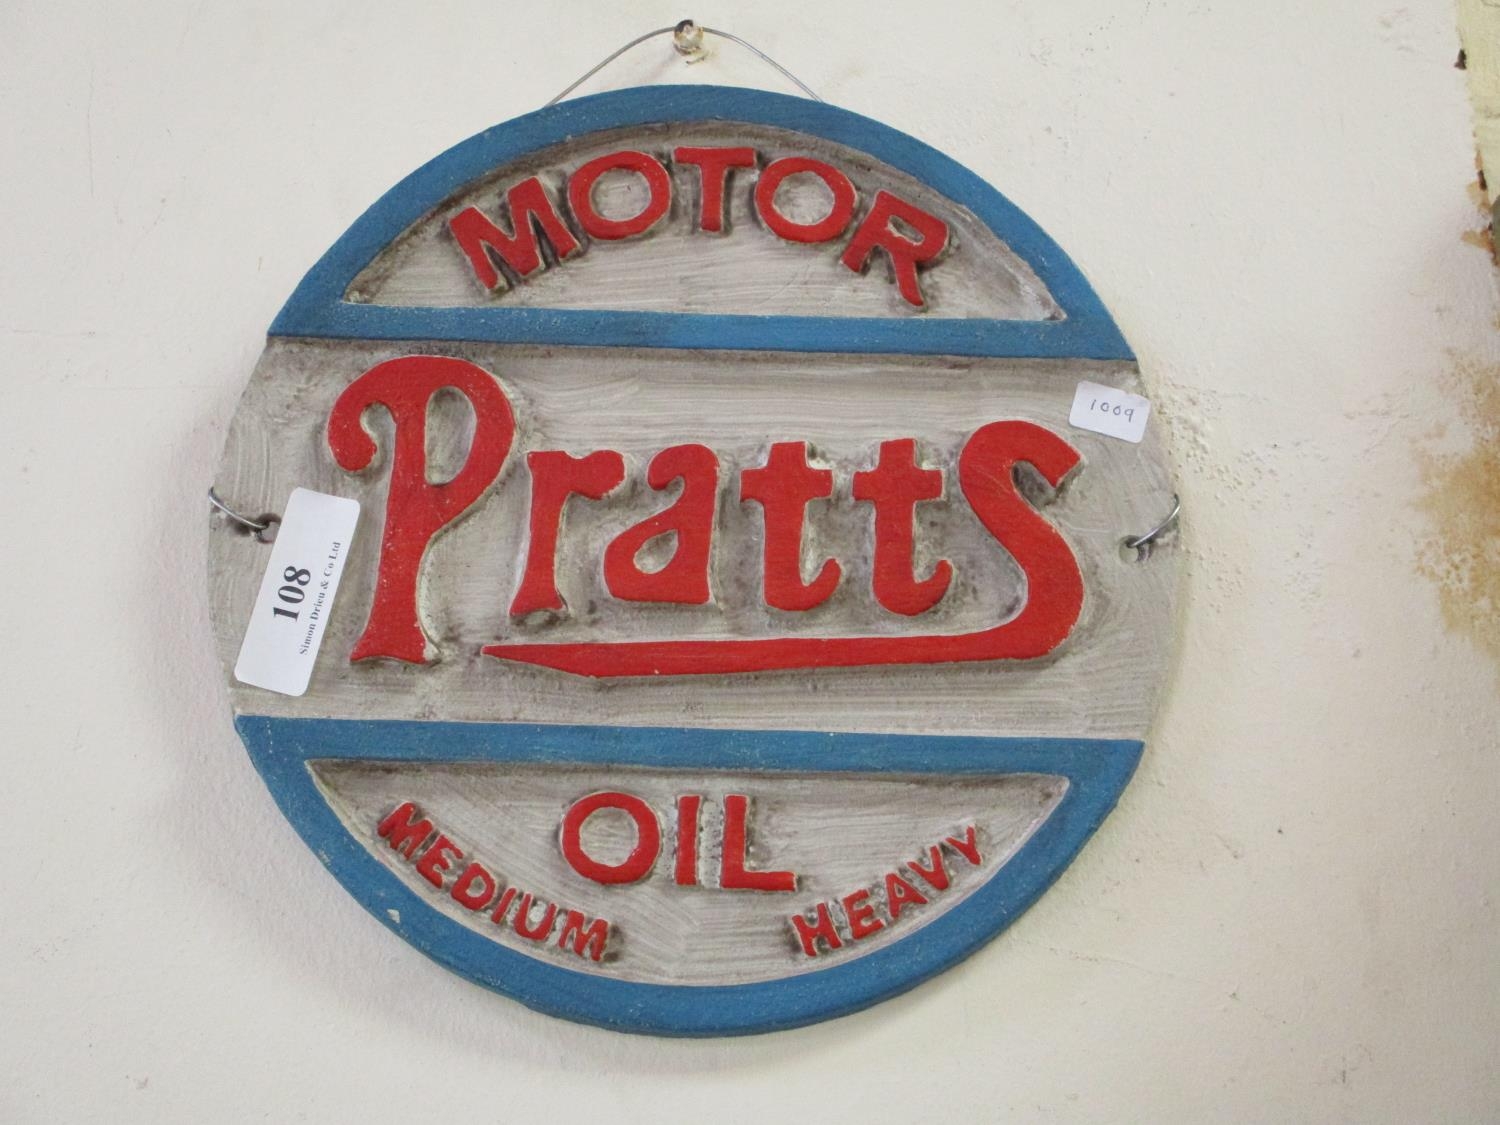 MOTOR
Pratts
1009
108
Simon Drieu & Co Ltd
OIL
MEDIUM
HEAVY